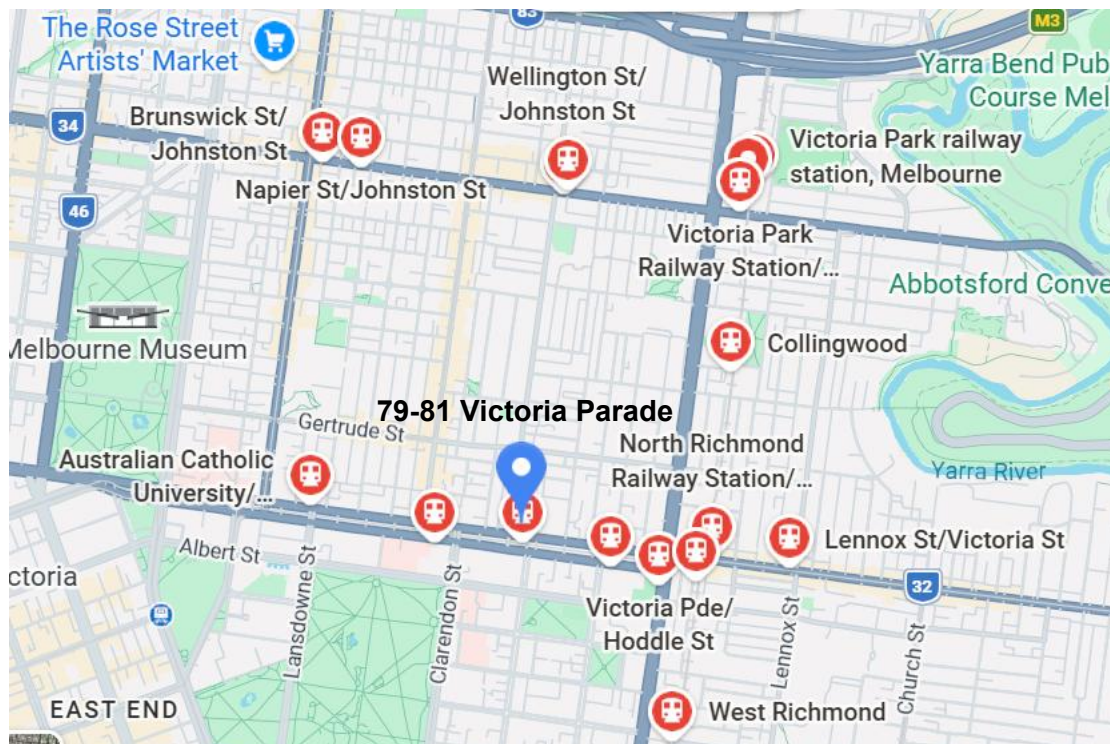 83
M3
The Rose Street
Artists' Market
Yarra Bend Pub
Course Mel
Wellington St/
Johnston St
34
Brunswick St/
Johnston St
Victoria Park railway
station, Melbourne
Napier St/Johnston St
46
Victoria Park
Railway Station/...
Abbotsford Conve
Melbourne Museum
Collingwood
79-81 Victoria Parade
Gertrude St
North Richmond
Railway Station/...
Australian Catholic
University/...
Yarra River
Albert St
Lennox St/Victoria St
ctoria
32
Lansdowne St
Clarendon St
Victoria Pde/
Hoddle St
Lennox St
Church St
EAST END
West Richmond